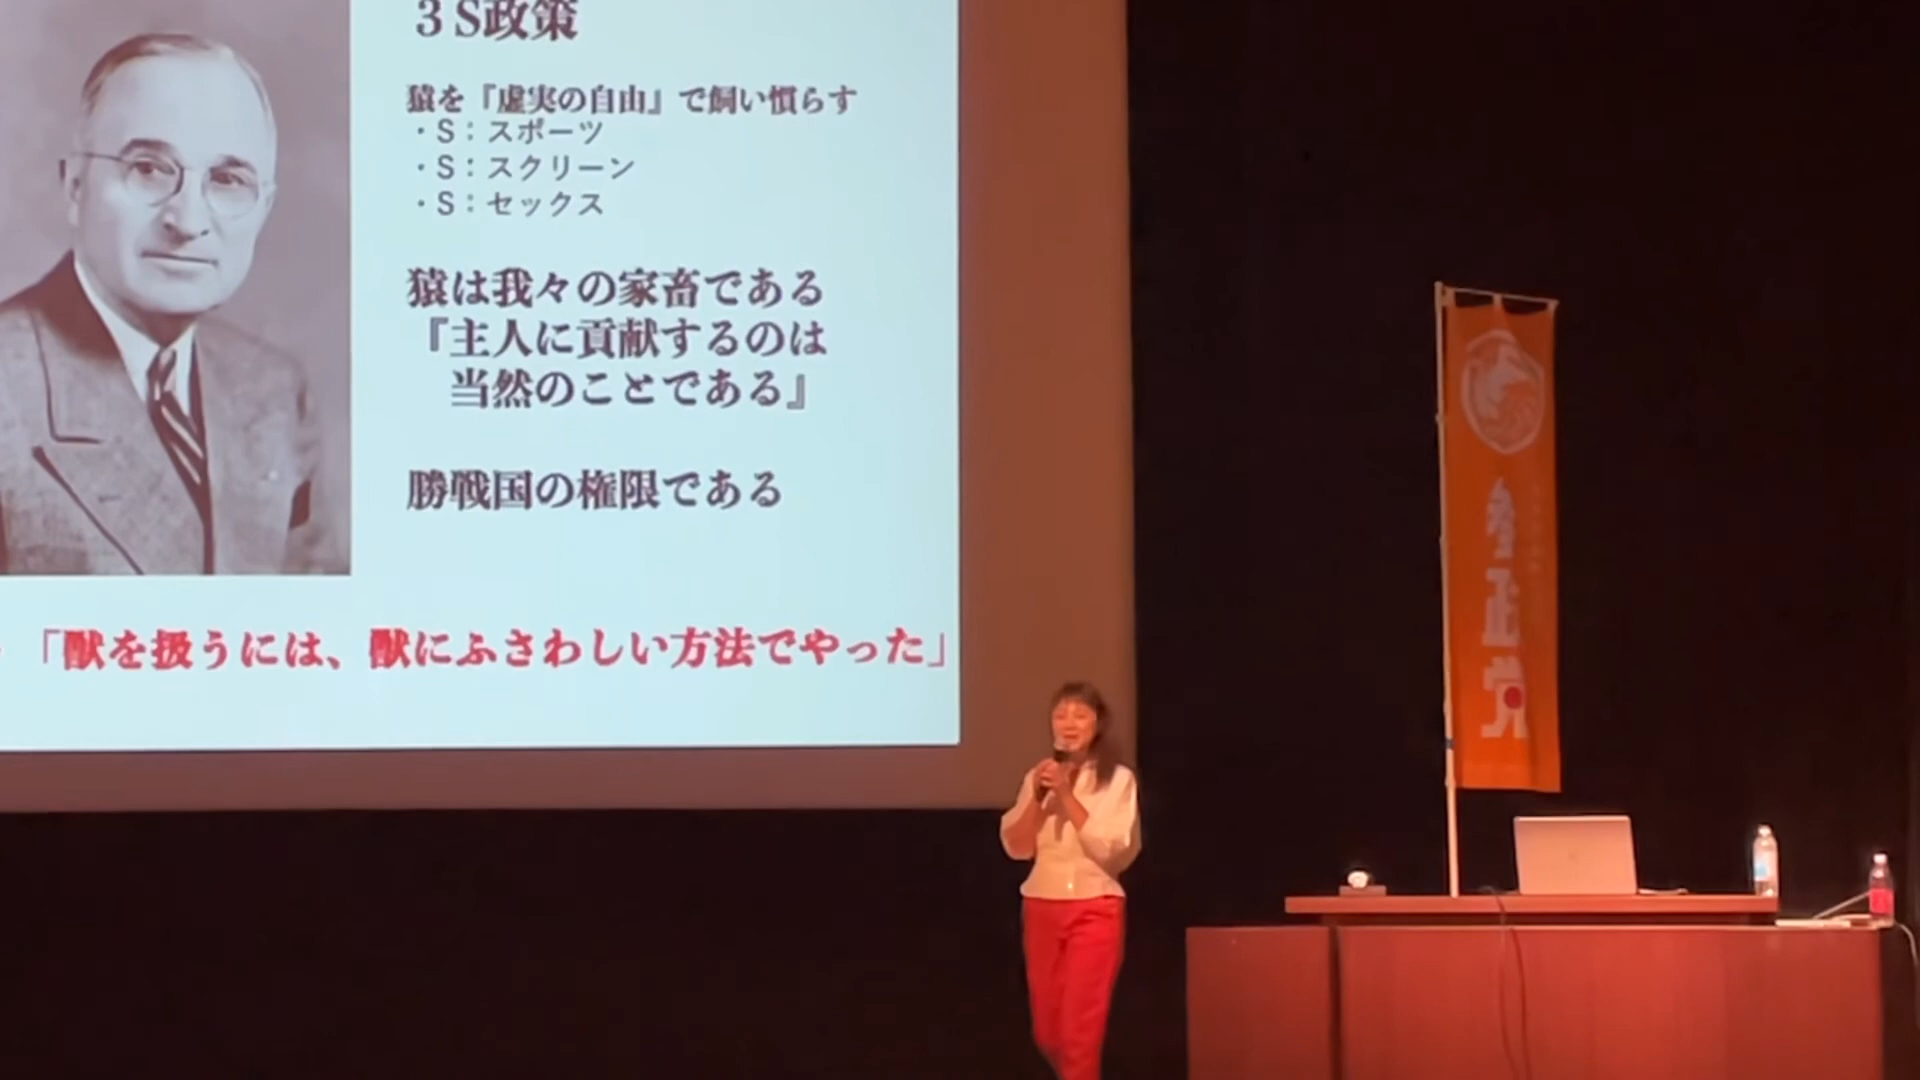 ３S政策
猿を『虚実の自由』で飼い慣らす
・S：スポーツ
・S：スクリーン
・S：セックス
猿は我々の家畜である
『主人に貢献するのは
当然のことである』
勝戦国の権限である
「獣を扱うには、獣にふさわしい方法でやった」
参政党